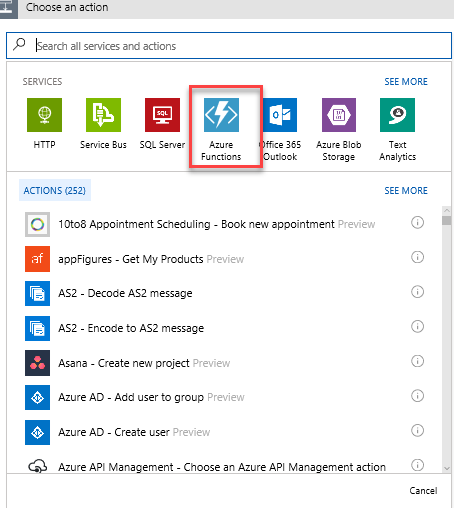 Choose an action
Search all services and actions
SERVICES
SEE MORE
HTTP
Service Bus
SQL
SQL Server
Azure
Functions
Office 365
Outlook
Azure Blob
Storage
Text
Analytics
ACTIONS (252)
SEE MORE
10to8 Appointment Scheduling - Book new appointment Preview
af
appFigures - Get My Products Preview
AS2 - Decode AS2 message
AS2 - Encode to AS2 message
Asana - Create new project Preview
Azure AD - Add user to group Preview
Azure AD - Create user Preview
Azure API Management - Choose an Azure API Management action
Cancel